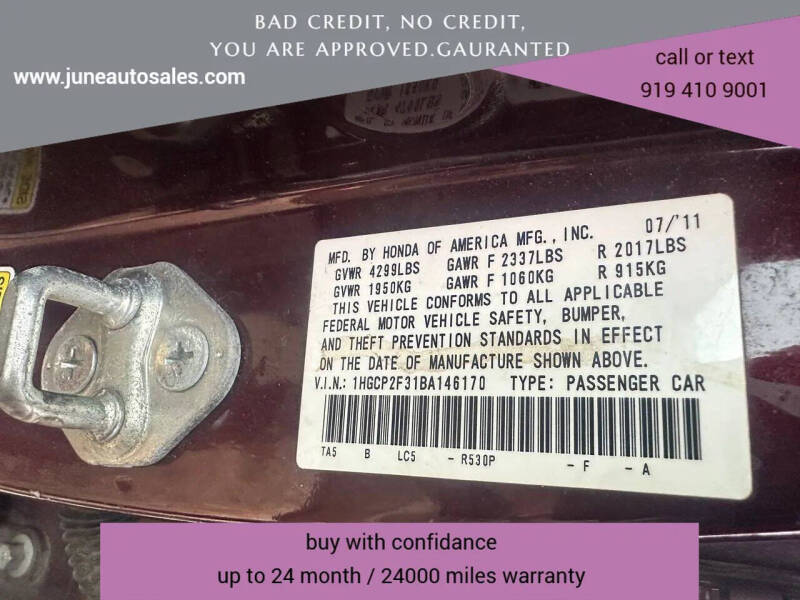 BAD CREDIT, NO CREDIT,
YOU ARE APPROVED.GAURANTED
www.juneautosales.com
call or text
919 410 9001
07/'11
MFD. BY HONDA OF AMERICA MFG., INC.
GVWR 4299LBS GAWR F 2337LBS R 2017LBS
GVWR 1950KG GAWR F 1060KG R 915KG
THIS VEHICLE CONFORMS TO ALL APPLICABLE
FEDERAL MOTOR VEHICLE SAFETY, BUMPER,
AND THEFT PREVENTION STANDARDS IN EFFECT
ON THE DATE OF MANUFACTURE SHOWN ABOVE.
V.I.N.: 1HGCP2F31BA146170 TYPE: PASSENGER CAR
TA5 B LC5 - R530P - F - A
buy with confidance
up to 24 month / 24000 miles warranty